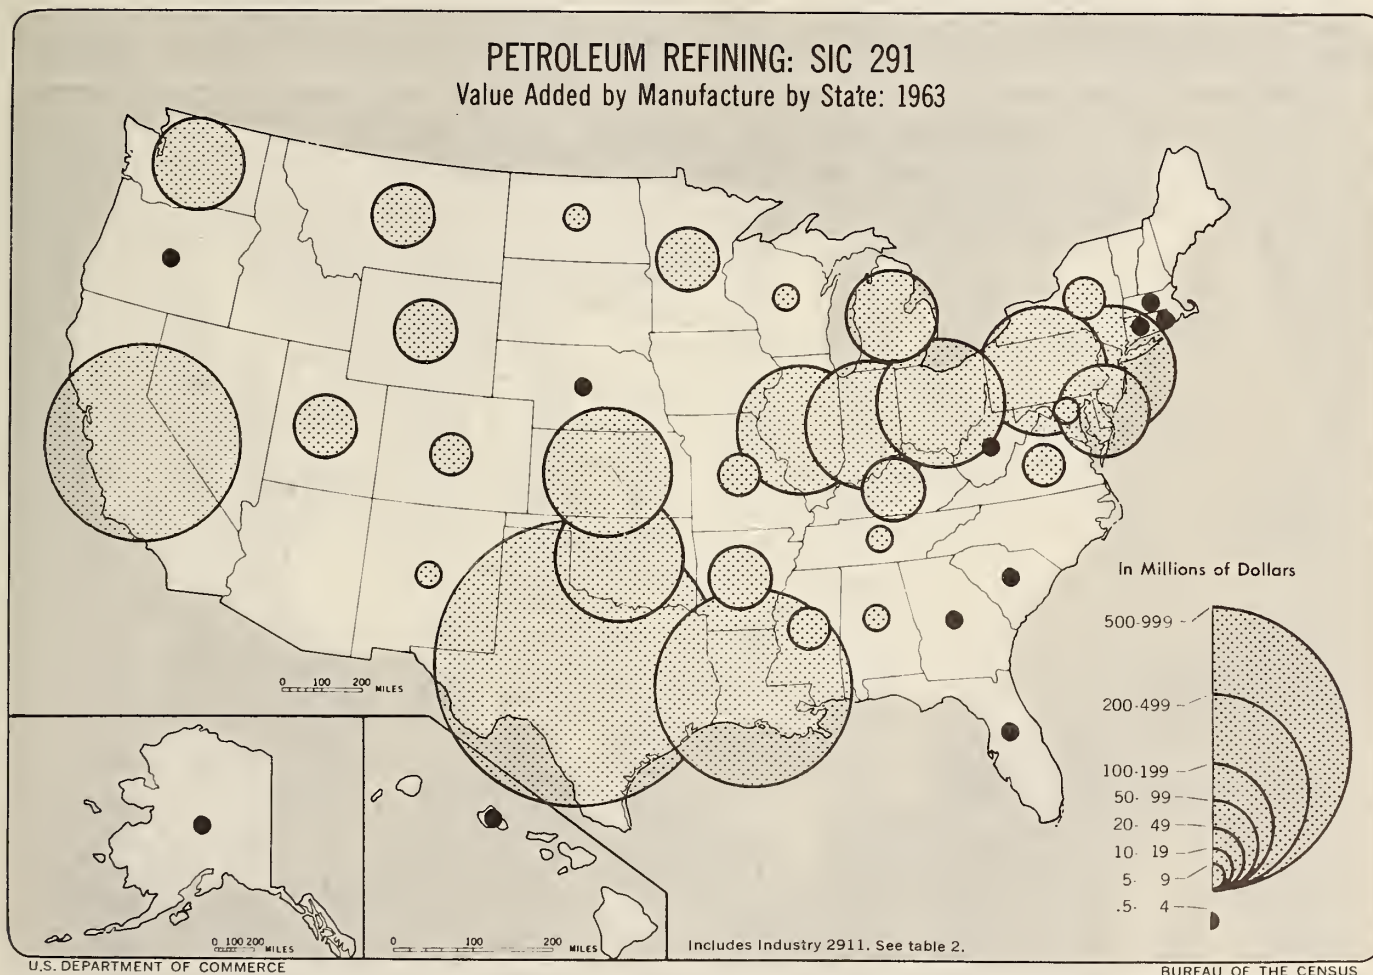 PETROLEUM REFINING: SIC 291
Value Added by Manufacture by State: 1963
In Millions of Dollars
500-999
200-499
100-199
50- 99
20- 49
10- 19
5- 9
.5- 4
0 100 200 MILES
0 100 200 MILES
0 100 200 MILES
Includes Industry 2911. See table 2.
U.S. DEPARTMENT OF COMMERCE
BUREAU OF THE CENSUS